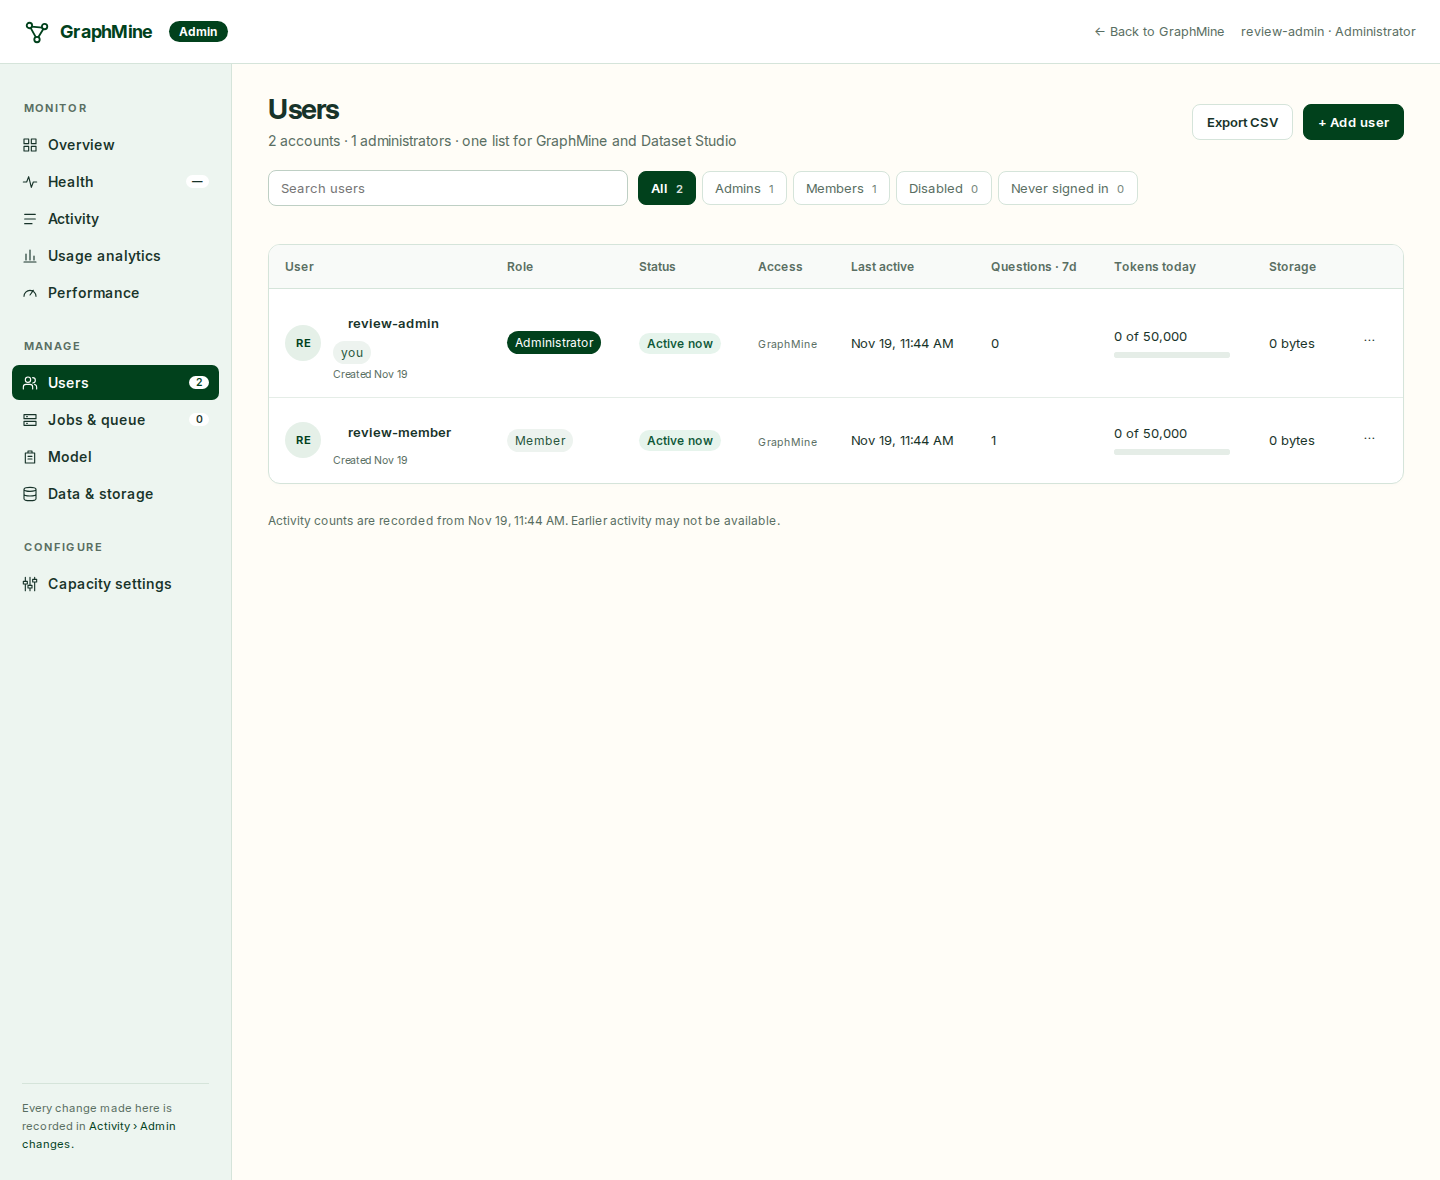 GraphMine Admin
← Back to GraphMine review-admin · Administrator
MONITOR
Overview
Health —
Activity
Usage analytics
Performance
MANAGE
Users 2
Jobs & queue 0
Model
Data & storage
CONFIGURE
Capacity settings
Every change made here is
recorded in Activity › Admin
changes.
Users
2 accounts · 1 administrators · one list for GraphMine and Dataset Studio
Export CSV + Add user
Search users All 2 Admins 1 Members 1 Disabled 0 Never signed in 0
User Role Status Access Last active Questions · 7d Tokens today Storage
RE review-admin you Created Nov 19 Administrator Active now GraphMine Nov 19, 11:44 AM 0 0 of 50,000 0 bytes ...
RE review-member Created Nov 19 Member Active now GraphMine Nov 19, 11:44 AM 1 0 of 50,000 0 bytes ...
Activity counts are recorded from Nov 19, 11:44 AM. Earlier activity may not be available.